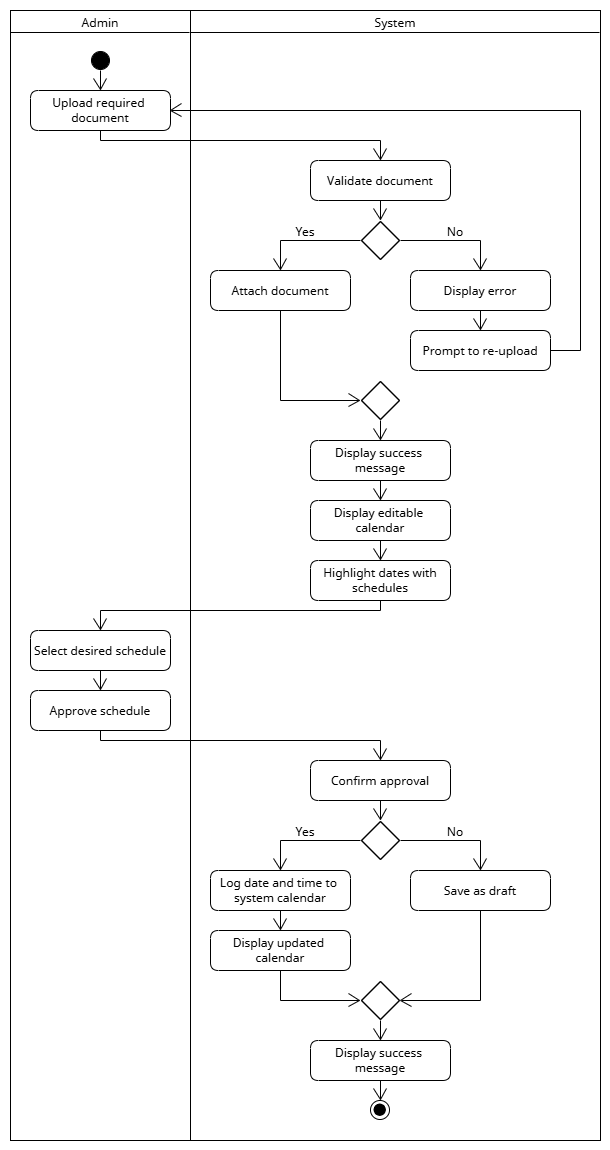 Admin
System
Upload required
document
Validate document
Yes
No
Attach document
Display error
Prompt to re-upload
Display success
message
Display editable
calendar
Highlight dates with
schedules
Select desired schedule
Approve schedule
Confirm approval
Yes
No
Log date and time to
system calendar
Save as draft
Display updated
calendar
Display success
message